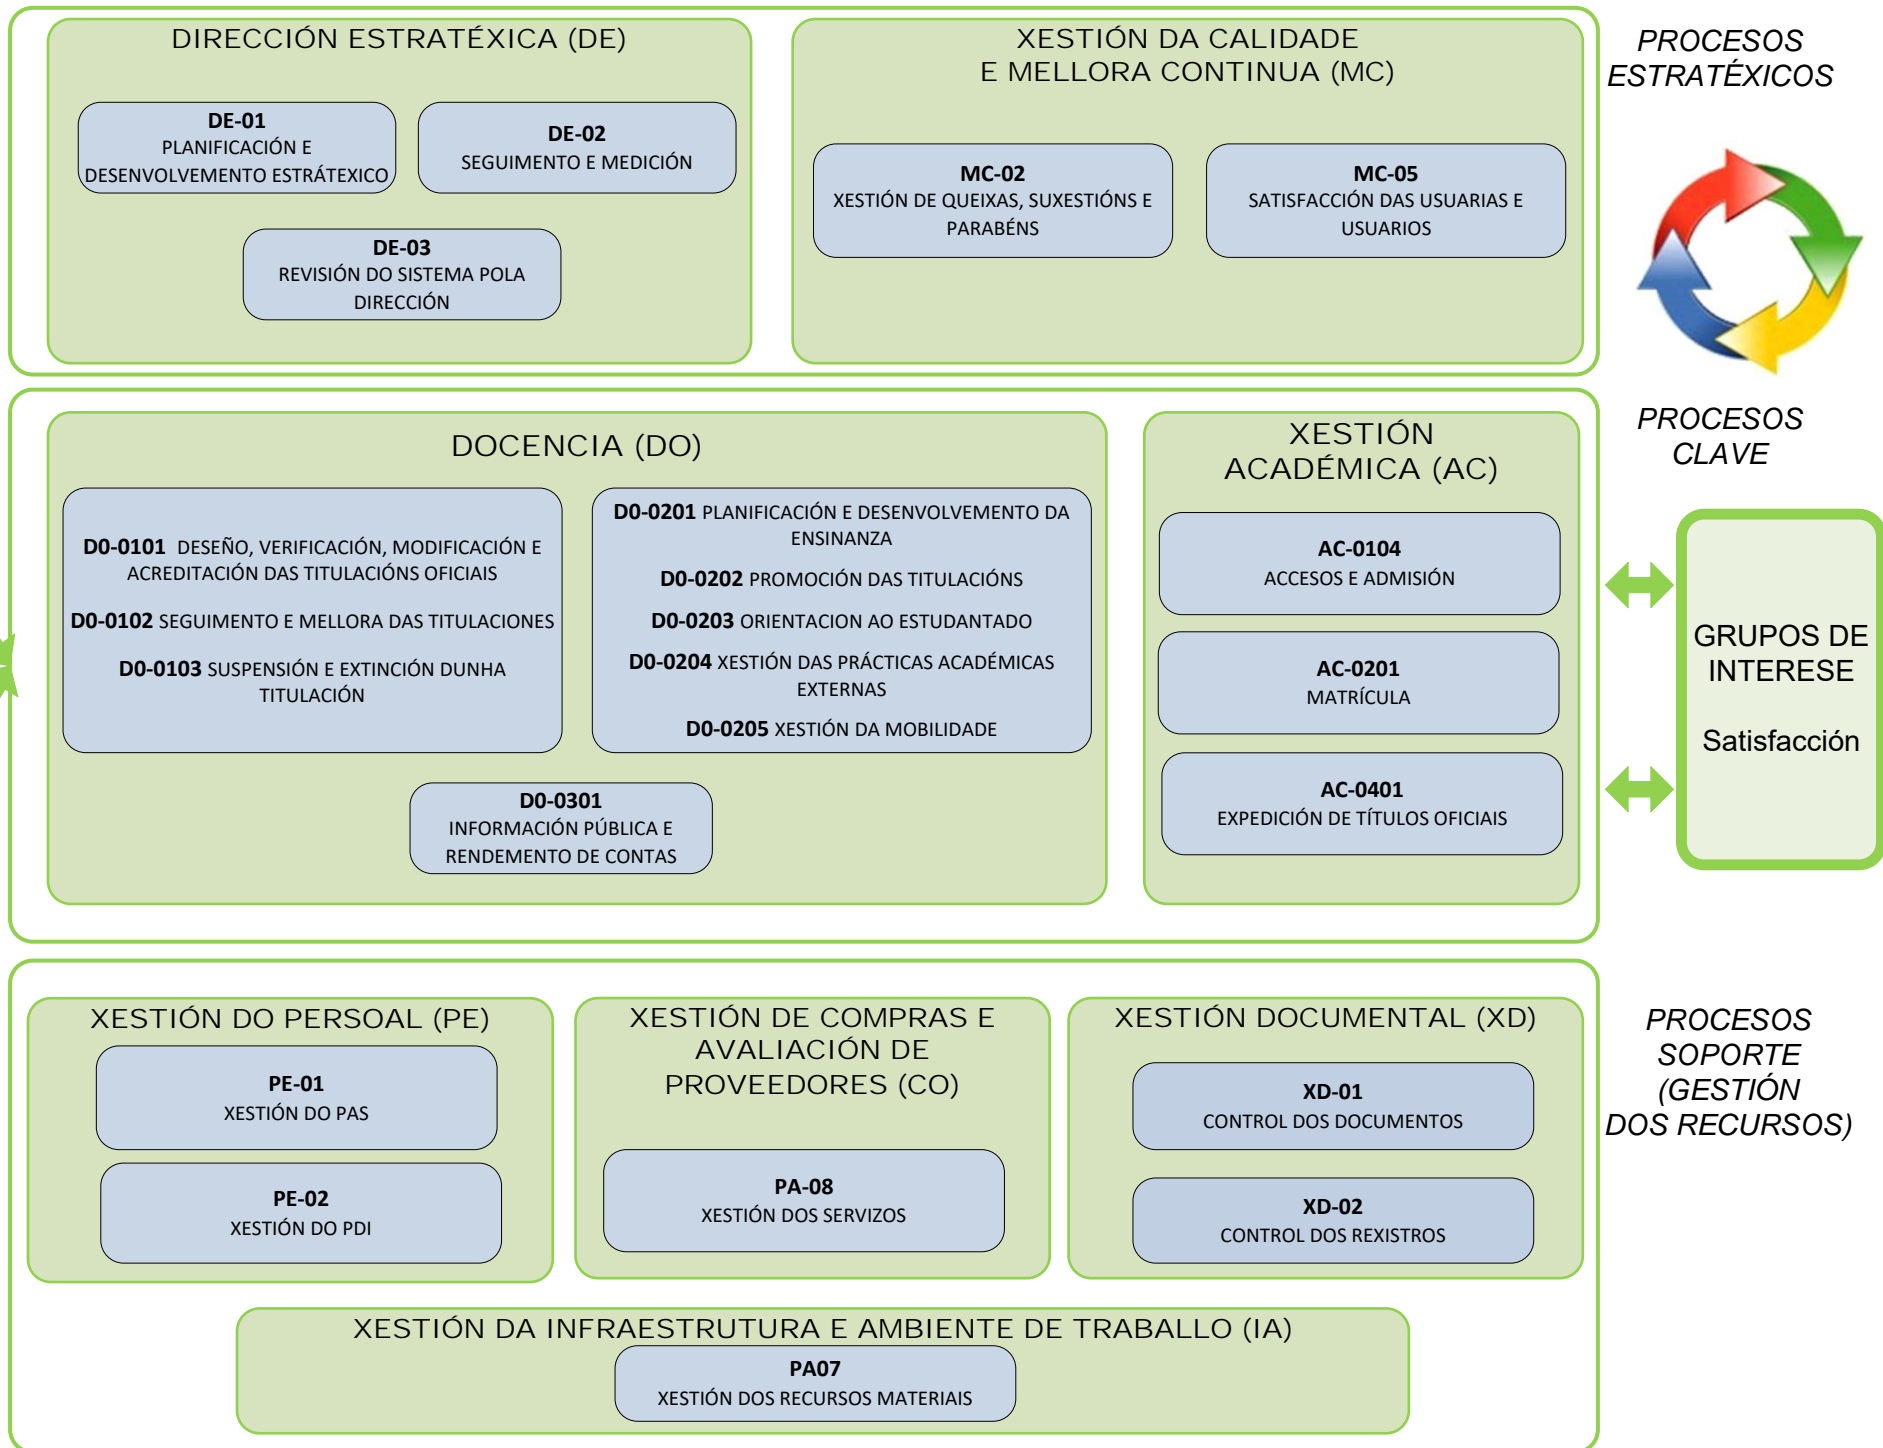 DIRECCIÓN ESTRATÉXICA (DE)
DE-01
PLANIFICACIÓN E
DESENVOLVEMENTO ESTRÁTEXICO
DE-02
SEGUIMENTO E MEDICIÓN
DE-03
REVISIÓN DO SISTEMA POLA
DIRECCIÓN
XESTIÓN DA CALIDADE
E MELLORA CONTINUA (MC)
MC-02
XESTIÓN DE QUEIXAS, SUXESTIÓNS E
PARABÉNS
MC-05
SATISFACCIÓN DAS USUARIAS E
USUARIOS
PROCESOS
ESTRATÉXICOS
DOCENCIA (DO)
D0-0101 DESEÑO, VERIFICACIÓN, MODIFICACIÓN E
ACREDITACIÓN DAS TITULACIÓNS OFICIAIS
D0-0102 SEGUIMENTO E MELLORA DAS TITULACIONES
D0-0103 SUSPENSIÓN E EXTINCIÓN DUNHA
TITULACIÓN
D0-0201 PLANIFICACIÓN E DESENVOLVEMENTO DA
ENSINANZA
D0-0202 PROMOCIÓN DAS TITULACIÓNS
D0-0203 ORIENTACION AO ESTUDANTADO
D0-0204 XESTIÓN DAS PRÁCTICAS ACADÉMICAS
EXTERNAS
D0-0205 XESTIÓN DA MOBILIDADE
D0-0301
INFORMACIÓN PÚBLICA E
RENDEMENTO DE CONTAS
XESTIÓN
ACADÉMICA (AC)
AC-0104
ACCESOS E ADMISIÓN
AC-0201
MATRÍCULA
AC-0401
EXPEDICIÓN DE TÍTULOS OFICIAIS
PROCESOS
CLAVE
GRUPOS DE
INTERESE
Satisfacción
XESTIÓN DO PERSOAL (PE)
PE-01
XESTIÓN DO PAS
PE-02
XESTIÓN DO PDI
XESTIÓN DE COMPRAS E
AVALIACIÓN DE
PROVEEDORES (CO)
PA-08
XESTIÓN DOS SERVIZOS
XESTIÓN DOCUMENTAL (XD)
XD-01
CONTROL DOS DOCUMENTOS
XD-02
CONTROL DOS REXISTROS
PROCESOS
SOPORTE
(GESTIÓN
DOS RECURSOS)
XESTIÓN DA INFRAESTRUTURA E AMBIENTE DE TRABALLO (IA)
PA07
XESTIÓN DOS RECURSOS MATERIAIS